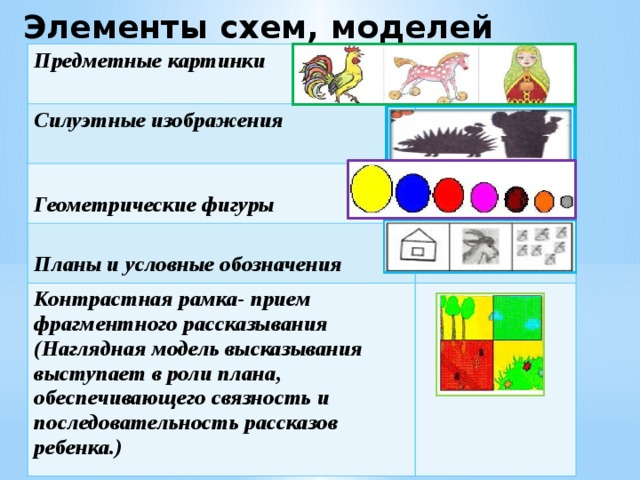 Элементы схем, моделей
Предметные картинки
Силуэтные изображения
Геометрические фигуры
Планы и условные обозначения
Контрастная рамка- прием
фрагментного рассказывания
(Наглядная модель высказывания
выступает в роли плана,
обеспечивающего связность и
последовательность рассказов
ребенка.)